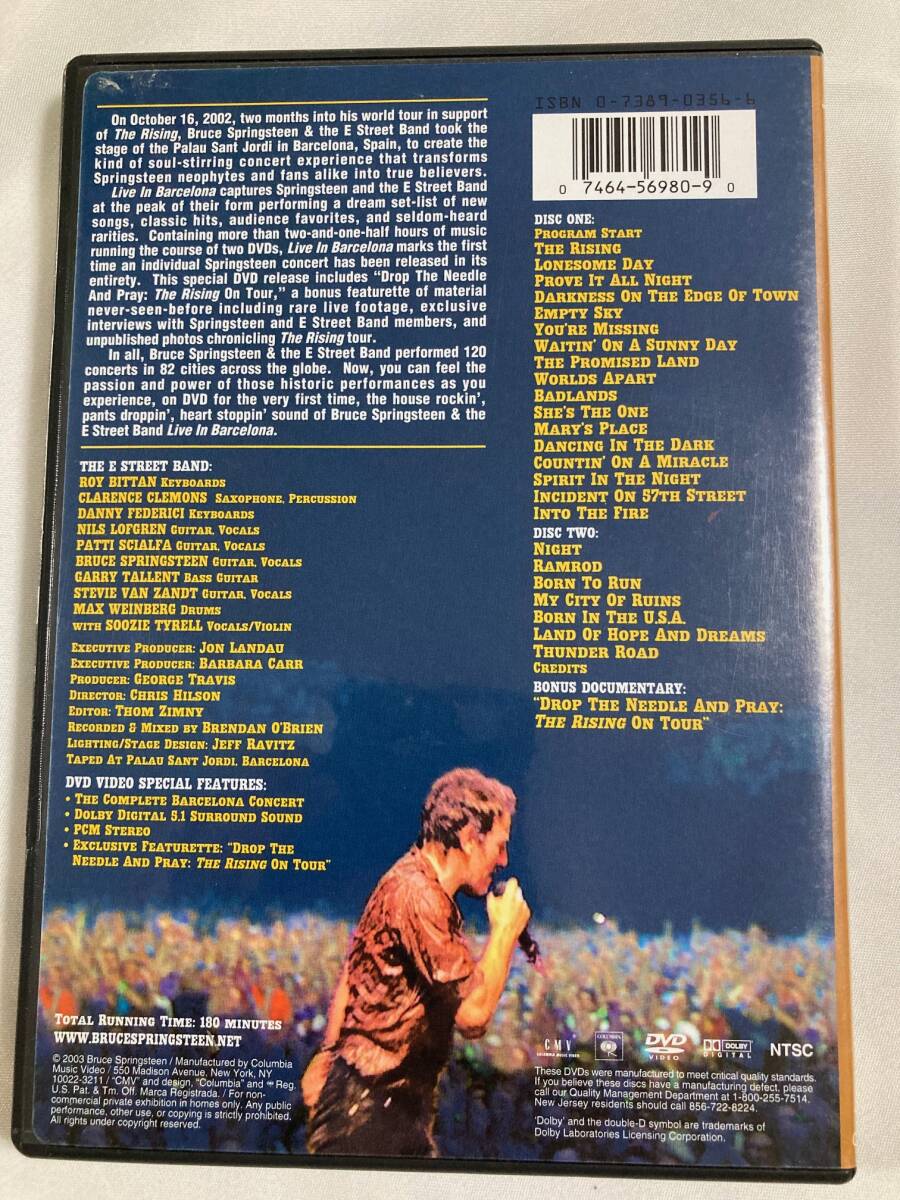 On October 16, 2002, two months into his world tour in support
of The Rising, Bruce Springsteen & the E Street Band took the
stage of the Palau Sant Jordi in Barcelona, Spain, to create the
kind of soul-stirring concert experience that transforms
Springsteen neophytes and fans alike into true believers.
Live In Barcelona captures Springsteen and the E Street Band
at the peak of their form performing a dream set-list of new
songs, classic hits, audience favorites, and seldom-heard
rarities. Containing more than two-and-one-half hours of music
running the course of two DVDs, Live In Barcelona marks the first
time an individual Springsteen concert has been released in its
entirety. This special DVD release includes "Drop The Needle
And Pray: The Rising On Tour," a bonus featurette of material
never-seen-before including rare live footage, exclusive
interviews with Springsteen and E Street Band members, and
unpublished photos chronicling The Rising tour.
In all, Bruce Springsteen & the E Street Band performed 120
concerts in 82 cities across the globe. Now, you can feel the
passion and power of those historic performances as you
experience, on DVD for the very first time, the house rockin',
pants droppin', heart stoppin' sound of Bruce Springsteen & the
E Street Band Live In Barcelona.
THE E STREET BAND:
ROY BITTAN KEYBOARDS
CLARENCE CLEMONS SAXOPHONE, PERCUSSION
DANNY FEDERICI KEYBOARDS
NILS LOFGREN GUITAR, VOCALS
PATTI SCIALFA GUITAR, VOCALS
BRUCE SPRINGSTEEN GUITAR, VOCALS
GARRY TALLENT BASS GUITAR
STEVIE VAN ZANDT GUITAR, VOCALS
MAX WEINBERG DRUMS
WITH SOOZIE TYRELL VOCALS/VIOLIN
EXECUTIVE PRODUCER: JON LANDAU
EXECUTIVE PRODUCER: BARBARA CARR
PRODUCER: GEORGE TRAVIS
DIRECTOR: CHRIS HILSON
EDITOR: THOM ZIMNY
RECORDED & MIXED BY BRENDAN O'BRIEN
LIGHTING/STAGE DESIGN: JEFF RAVITZ
TAPED AT PALAU SANT JORDI, BARCELONA
DVD VIDEO SPECIAL FEATURES:
• THE COMPLETE BARCELONA CONCERT
• DOLBY DIGITAL 5.1 SURROUND SOUND
• PCM STEREO
• EXCLUSIVE FEATURETTE: "DROP THE
NEEDLE AND PRAY: THE RISING ON TOUR"
TOTAL RUNNING TIME: 180 MINUTES
WWW.BRUCESPRINGSTEEN.NET
© 2003 Bruce Springsteen / Manufactured by Columbia
Music Video / 550 Madison Avenue, New York, NY
10022-3211 / "CMV" and design, "Columbia" and Reg.
U.S. Pat. & Tm. Off. Marca Registrada. / For non-
commercial private exhibition in homes only. Any public
performance, other use, or copying is strictly prohibited.
All rights under copyright reserved.
ISBN 0-7389-0356-6
0 7464-56980-9 0
DISC ONE:
PROGRAM START
THE RISING
LONESOME DAY
PROVE IT ALL NIGHT
DARKNESS ON THE EDGE OF TOWN
EMPTY SKY
YOU'RE MISSING
WAITIN' ON A SUNNY DAY
THE PROMISED LAND
WORLDS APART
BADLANDS
SHE'S THE ONE
MARY'S PLACE
DANCING IN THE DARK
COUNTIN' ON A MIRACLE
SPIRIT IN THE NIGHT
INCIDENT ON 57TH STREET
INTO THE FIRE
DISC TWO:
NIGHT
RAMROD
BORN TO RUN
MY CITY OF RUINS
BORN IN THE U.S.A.
LAND OF HOPE AND DREAMS
THUNDER ROAD
CREDITS
BONUS DOCUMENTARY:
"DROP THE NEEDLE AND PRAY:
THE RISING ON TOUR"
CMV
COLUMBIA MUSIC VIDEO
COLUMBIA
DVD
VIDEO
DOLBY
DIGITAL
NTSC
These DVDs were manufactured to meet critical quality standards.
If you believe these discs have a manufacturing defect, please
call our Quality Management Department at 1-800-255-7514.
New Jersey residents should call 856-722-8224.
'Dolby' and the double-D symbol are trademarks of
Dolby Laboratories Licensing Corporation.